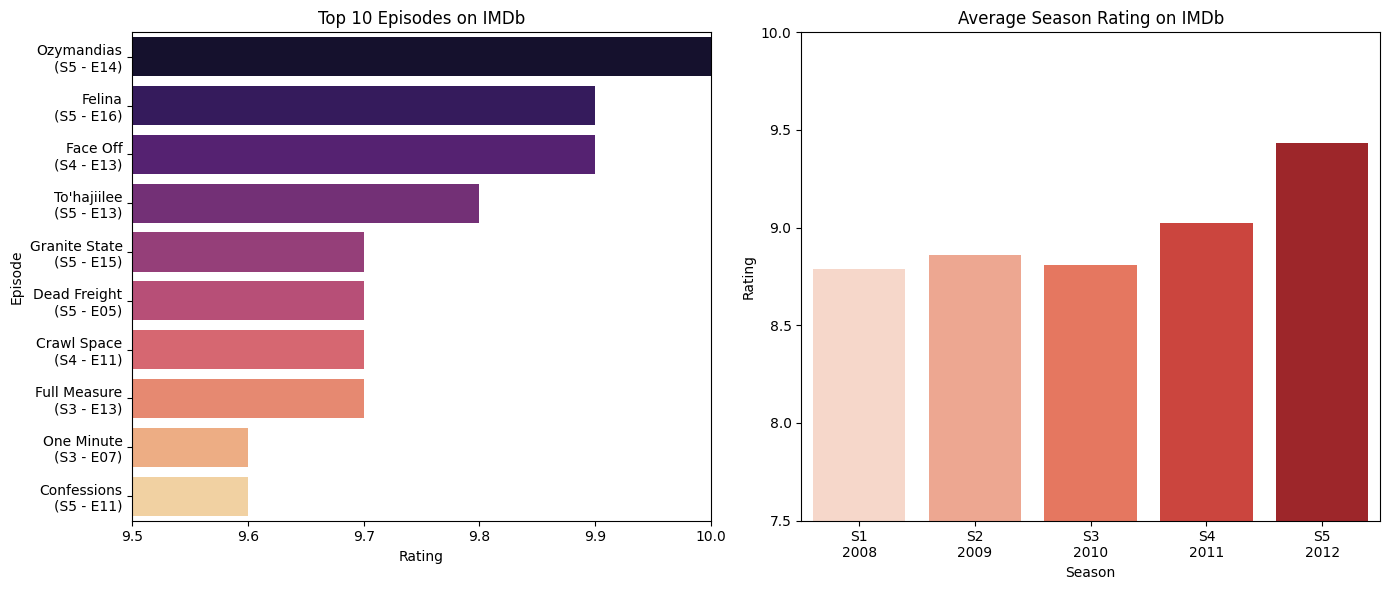 Top 10 Episodes on IMDb
Episode
Ozymandias
(S5 - E14)
Felina
(S5 - E16)
Face Off
(S4 - E13)
To'hajiilee
(S5 - E13)
Granite State
(S5 - E15)
Dead Freight
(S5 - E05)
Crawl Space
(S4 - E11)
Full Measure
(S3 - E13)
One Minute
(S3 - E07)
Confessions
(S5 - E11)
9.5 9.6 9.7 9.8 9.9 10.0
Rating
Average Season Rating on IMDb
Rating
10.0
9.5
9.0
8.5
8.0
7.5
S1 S2 S3 S4 S5
2008 2009 2010 2011 2012
Season